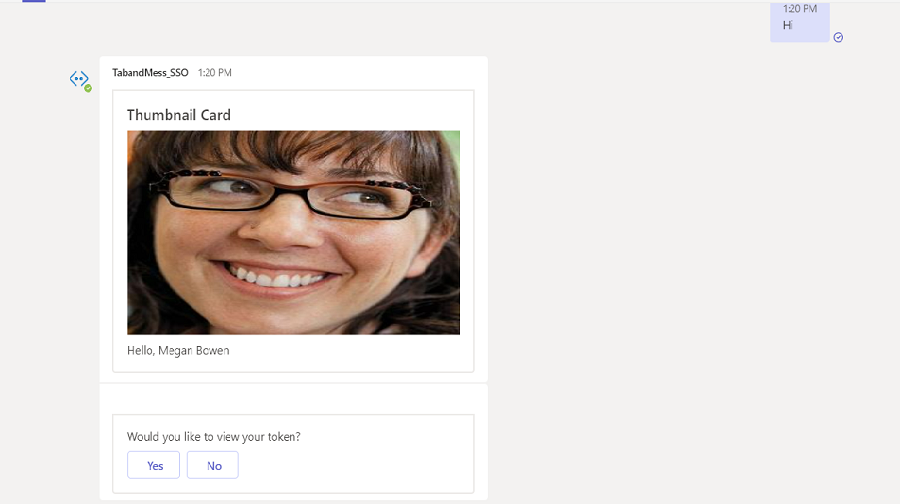 1:20 PM
Hi
TabandMess_SSO 1:20 PM
Thumbnail Card
Hello, Megan Bowen
Would you like to view your token?
Yes No